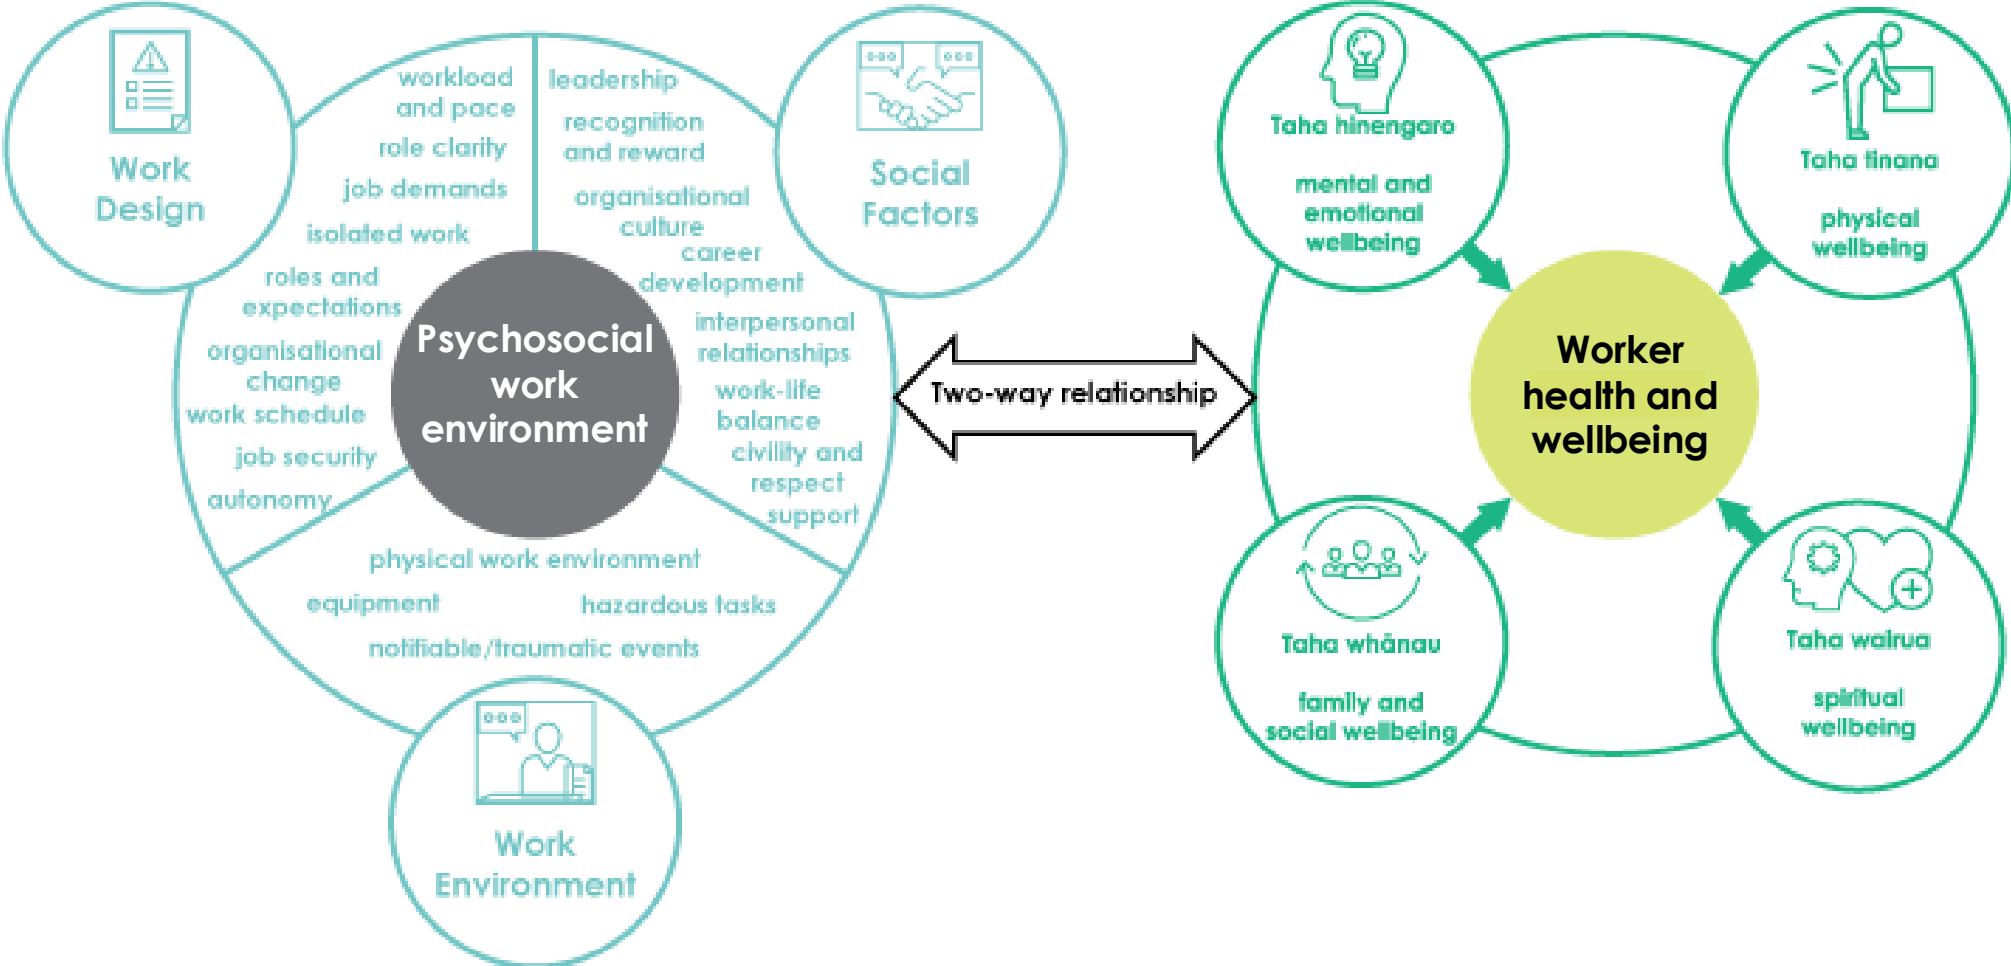 Work
Design
workload
and pace
role clarity
job demands
isolated work
roles and
expectations
organisational
change
work schedule
job security
autonomy
leadership
recognition
and reward
organisational
culture
career
development
interpersonal
relationships
work-life
balance
civility and
respect
support
Social
Factors
Psychosocial
work
environment
physical work environment
equipment
hazardous tasks
notifiable/traumatic events
Work
Environment
Two-way relationship
Taha hinengaro
mental and
emotional
wellbeing
Taha tinana
physical
wellbeing
Worker
health and
wellbeing
Taha whānau
family and
social wellbeing
Taha wairua
spiritual
wellbeing